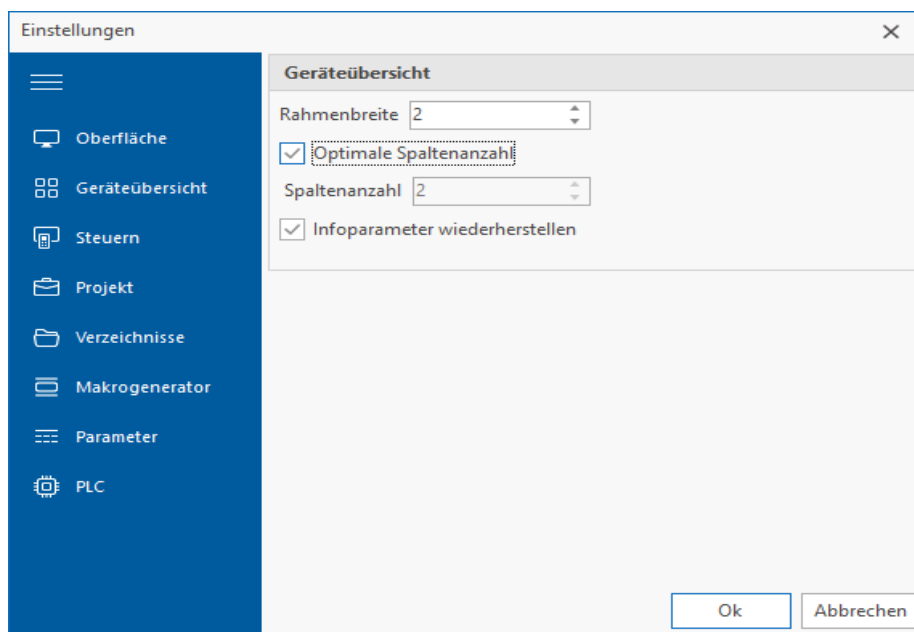 Einstellungen
Oberfläche
Geräteübersicht
Steuern
Projekt
Verzeichnisse
Makrogenerator
Parameter
PLC
Geräteübersicht
Rahmenbreite 2
Optimale Spaltenanzahl
Spaltenanzahl 2
Infoparameter wiederherstellen
Ok Abbrechen